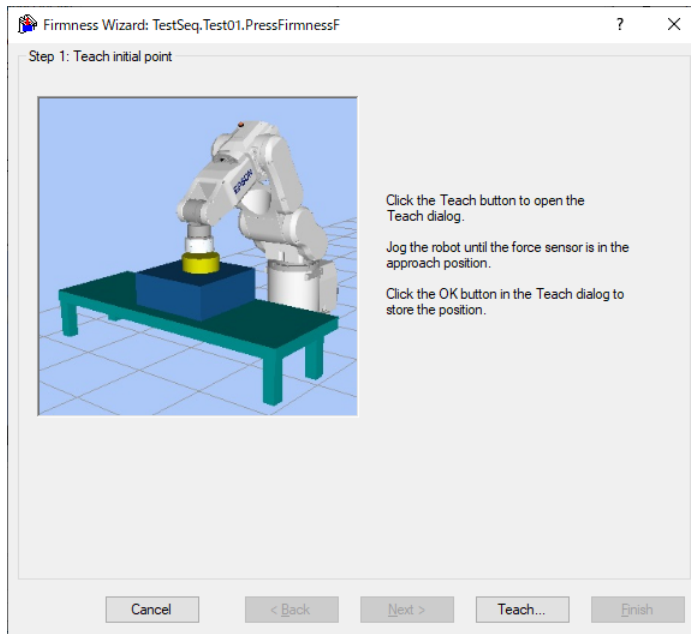 Firmness Wizard: TestSeq.Test01.PressFirmnessF
? ×
Step 1: Teach initial point
EPSON
Click the Teach button to open the
Teach dialog.
Jog the robot until the force sensor is in the
approach position.
Click the OK button in the Teach dialog to
store the position.
Cancel
< Back
Next >
Teach...
Finish